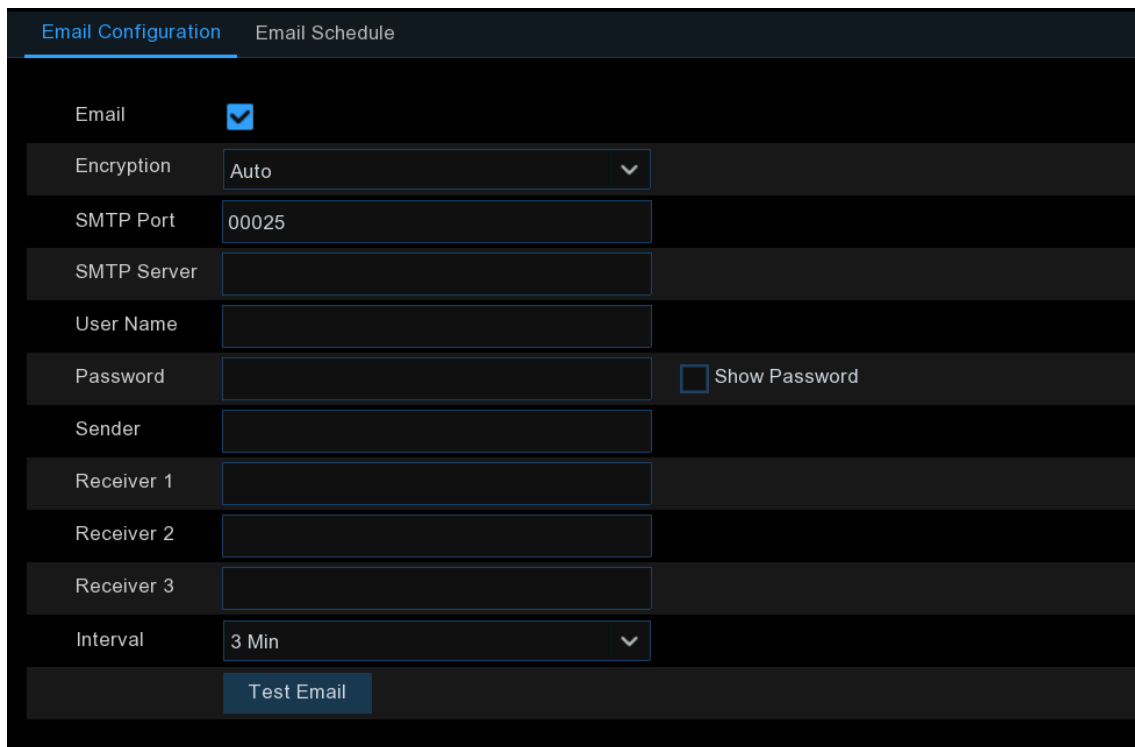 Email Configuration Email Schedule
Email
Encryption Auto
SMTP Port 00025
SMTP Server
User Name
Password Show Password
Sender
Receiver 1
Receiver 2
Receiver 3
Interval 3 Min
Test Email